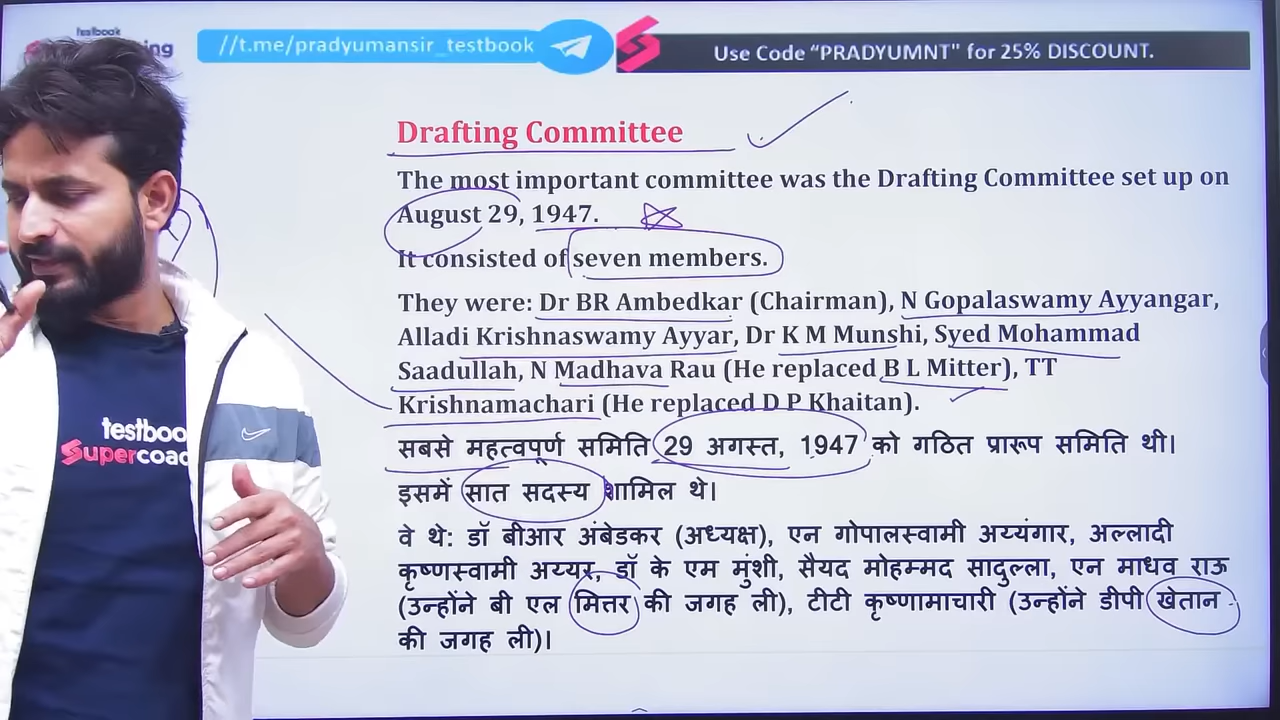 testbook
//t.me/pradyumansir_testbook
Use Code “PRADYUMNT" for 25% DISCOUNT.
Drafting Committee
The most important committee was the Drafting Committee set up on
August 29, 1947.
It consisted of seven members.
They were: Dr BR Ambedkar (Chairman), N Gopalaswamy Ayyangar,
Alladi Krishnaswamy Ayyar, Dr K M Munshi, Syed Mohammad
Saadullah, N Madhava Rau (He replaced B L Mitter), TT
Krishnamachari (He replaced D P Khaitan).
सबसे महत्वपूर्ण समिति 29 अगस्त, 1947 को गठित प्रारूप समिति थी।
इसमें सात सदस्य शामिल थे।
वे थे: डॉ बीआर अंबेडकर (अध्यक्ष), एन गोपालस्वामी अय्यंगार, अल्लादी
कृष्णस्वामी अय्यर, डॉ के एम मुंशी, सैयद मोहम्मद सादुल्ला, एन माधव राऊ
(उन्होंने बी एल मित्तर की जगह ली), टीटी कृष्णामाचारी (उन्होंने डीपी खेतान
की जगह ली)।
testboo
Supercoac